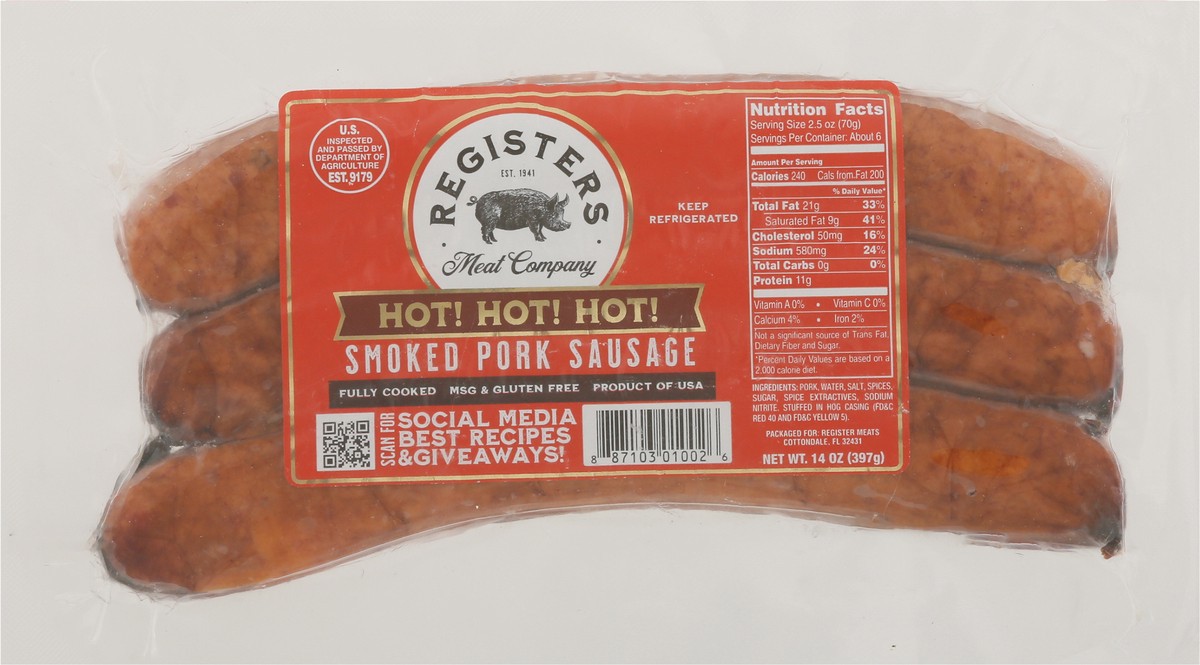 U.S.
INSPECTED
AND PASSED BY
DEPARTMENT OF
AGRICULTURE
EST. 9179
REGISTERS
EST. 1941
Meat Company
KEEP
REFRIGERATED
HOT! HOT! HOT!
SMOKED PORK SAUSAGE
FULLY COOKED MSG & GLUTEN FREE PRODUCT OF USA
SCAN FOR
SOCIAL MEDIA
BEST RECIPES
&GIVEAWAYS!
8 87103 01002 6
Nutrition Facts
Serving Size 2.5 oz (70g)
Servings Per Container: About 6
Amount Per Serving
Calories 240 Cals from.Fat 200
% Daily Value*
Total Fat 21g 33%
Saturated Fat 9g 41%
Cholesterol 50mg 16%
Sodium 580mg 24%
Total Carbs 0g 0%
Protein 11g
Vitamin A 0% • Vitamin C 0%
Calcium 4% • Iron 2%
Not a significant source of Trans Fat,
Dietary Fiber and Sugar.
*Percent Daily Values are based on a
2,000 calorie diet.
INGREDIENTS: PORK, WATER, SALT, SPICES,
SUGAR, SPICE EXTRACTIVES, SODIUM
NITRITE. STUFFED IN HOG CASING (FD&C
RED 40 AND FD&C YELLOW 5).
PACKAGED FOR: REGISTER MEATS
COTTONDALE, FL 32431
NET WT. 14 OZ (397g)